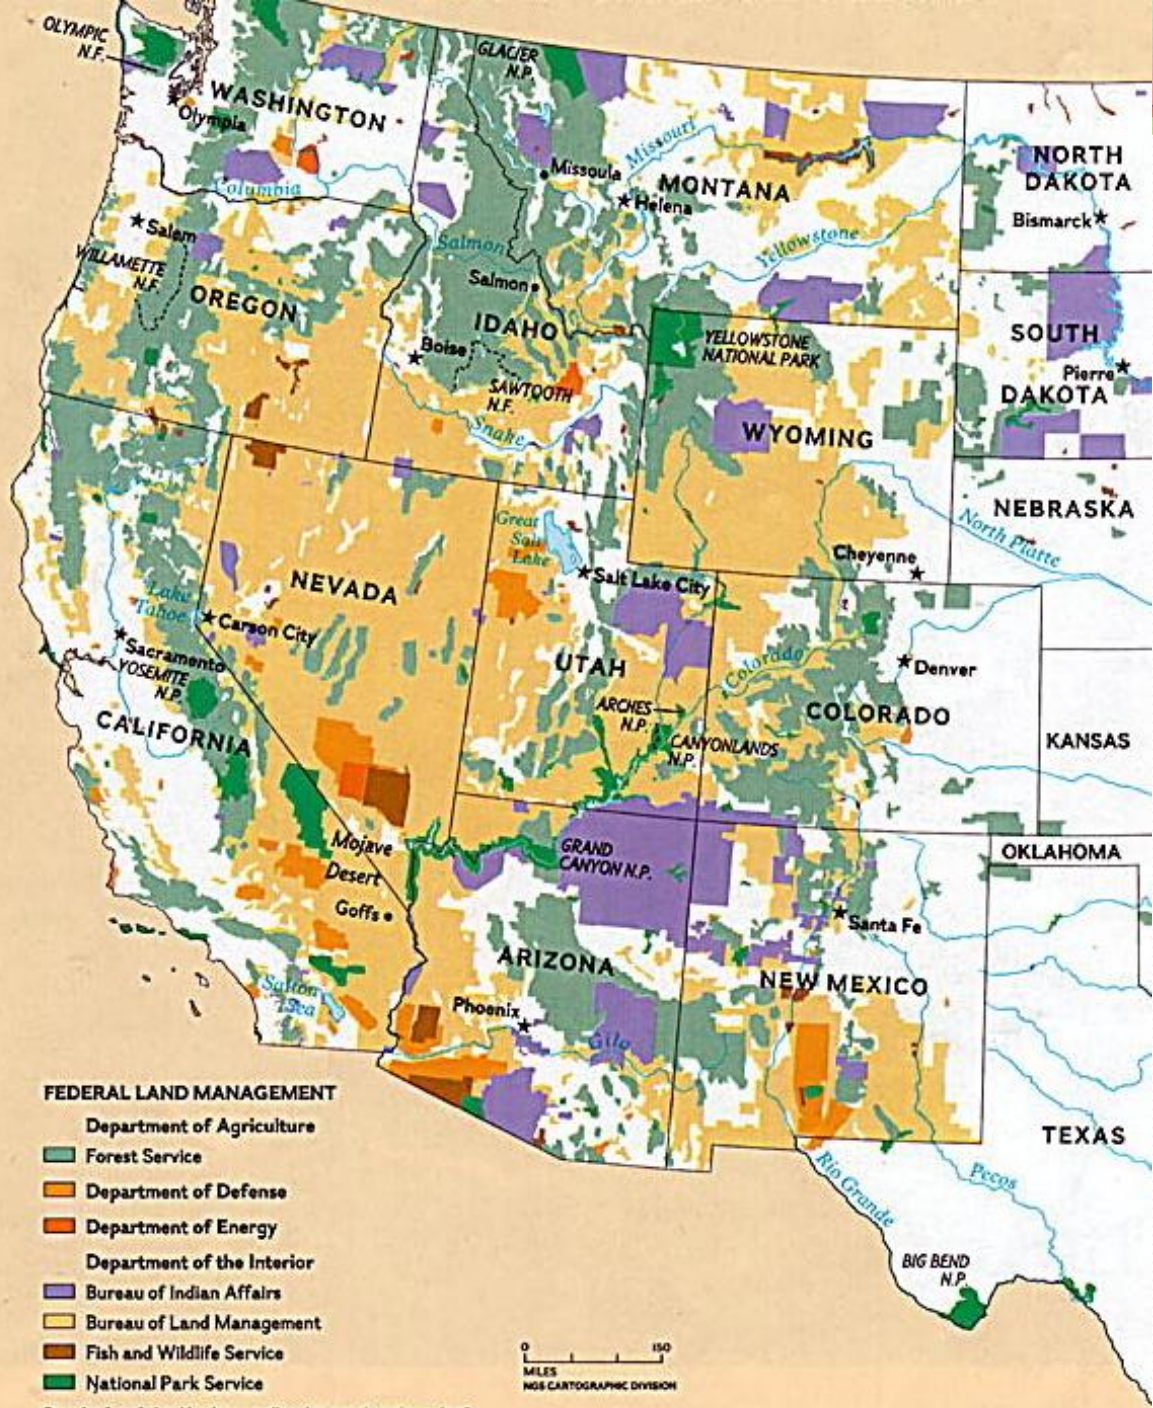 OLYMPIC
N.F.
GLACIER
N.P.
WASHINGTON
Olympia
Columbia
Missoula
Missouri
MONTANA
Helena
NORTH
DAKOTA
Bismarck
Salem
WILLAMETTE
N.F.
OREGON
Salmon
Salmon
IDAHO
Boise
SAWTOOTH
N.F.
Snake
Yellowstone
YELLOWSTONE
NATIONAL PARK
WYOMING
SOUTH
DAKOTA
Pierre
NEBRASKA
North Platte
Cheyenne
Great
Salt
Lake
Salt Lake City
NEVADA
Lake
Tahoe
Carson City
Sacramento
YOSEMITE
N.P.
CALIFORNIA
UTAH
ARCHES
N.P.
CANYONLANDS
N.P.
Colorado
Denver
COLORADO
KANSAS
Mojave
Desert
Goffs
GRAND
CANYON N.P.
OKLAHOMA
Santa Fe
ARIZONA
NEW MEXICO
Salton
Sea
Phoenix
Gila
TEXAS
Rio Grande
Pecos
BIG BEND
N.P.
FEDERAL LAND MANAGEMENT
Department of Agriculture
Forest Service
Department of Defense
Department of Energy
Department of the Interior
Bureau of Indian Affairs
Bureau of Land Management
Fish and Wildlife Service
National Park Service
0 150
MILES
NGS CARTOGRAPHIC DIVISION